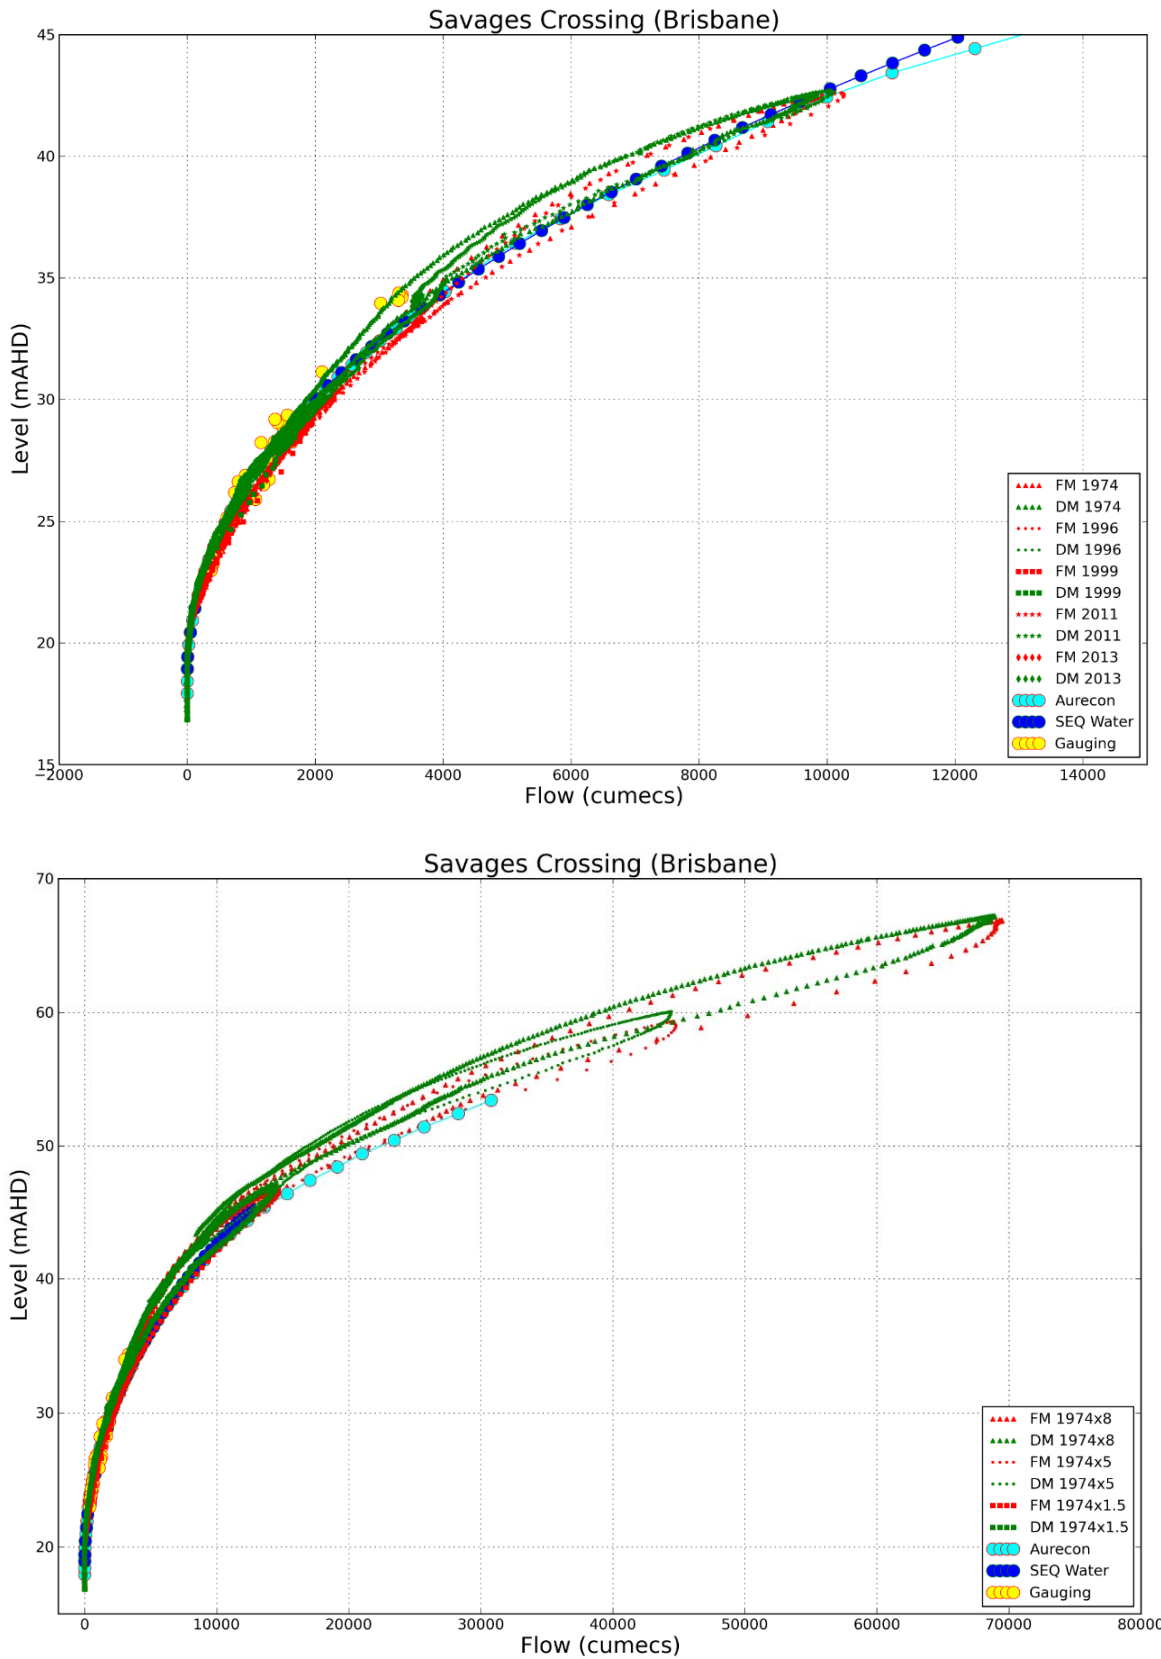 Savages Crossing (Brisbane)
45
40
35
30
25
20
15
Level (mAHD)
−2000 0 2000 4000 6000 8000 10000 12000 14000
Flow (cumecs)
FM 1974
DM 1974
FM 1996
DM 1996
FM 1999
DM 1999
FM 2011
DM 2011
FM 2013
DM 2013
Aurecon
SEQ Water
Gauging
Savages Crossing (Brisbane)
70
60
50
40
30
20
Level (mAHD)
0 10000 20000 30000 40000 50000 60000 70000 80000
Flow (cumecs)
FM 1974x8
DM 1974x8
FM 1974x5
DM 1974x5
FM 1974x1.5
DM 1974x1.5
Aurecon
SEQ Water
Gauging